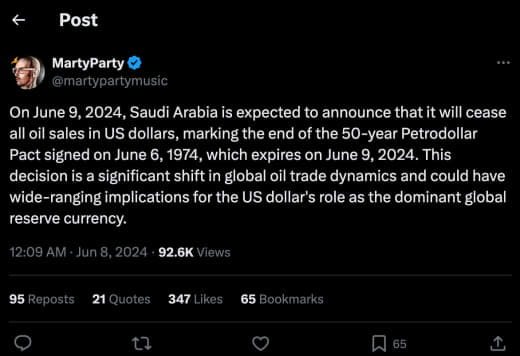 Post
MartyParty
@martypartymusic
On June 9, 2024, Saudi Arabia is expected to announce that it will cease
all oil sales in US dollars, marking the end of the 50-year Petrodollar
Pact signed on June 6, 1974, which expires on June 9, 2024. This
decision is a significant shift in global oil trade dynamics and could have
wide-ranging implications for the US dollar's role as the dominant global
reserve currency.
12:09 AM · Jun 8, 2024 · 92.6K Views
95 Reposts 21 Quotes 347 Likes 65 Bookmarks
65